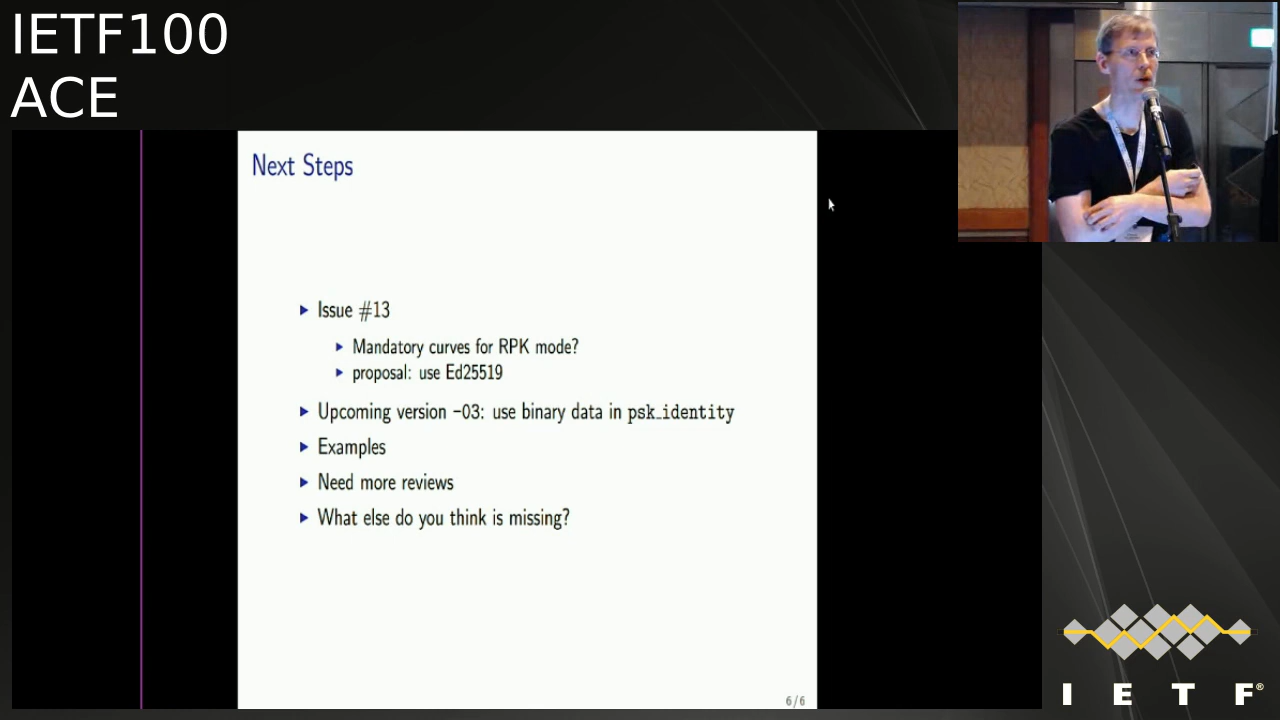 IETF100
ACE
Next Steps
Issue #13
Mandatory curves for RPK mode?
proposal: use Ed25519
Upcoming version -03: use binary data in psk_identity
Examples
Need more reviews
What else do you think is missing?
6/6
I E T F®